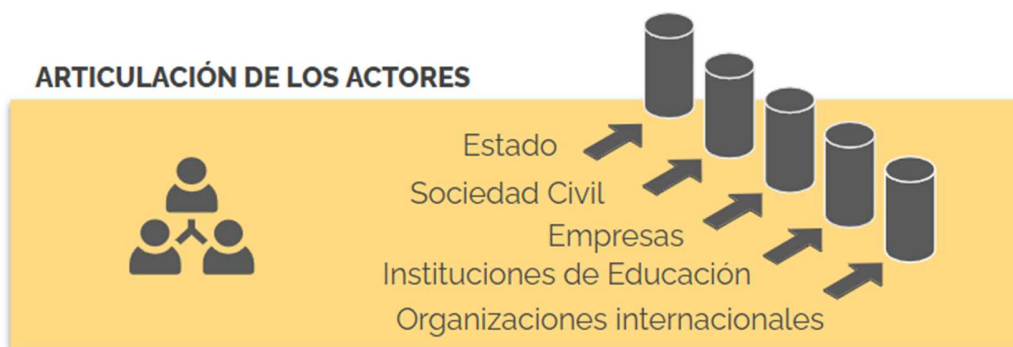 ARTICULACIÓN DE LOS ACTORES
Estado
Sociedad Civil
Empresas
Instituciones de Educación
Organizaciones internacionales